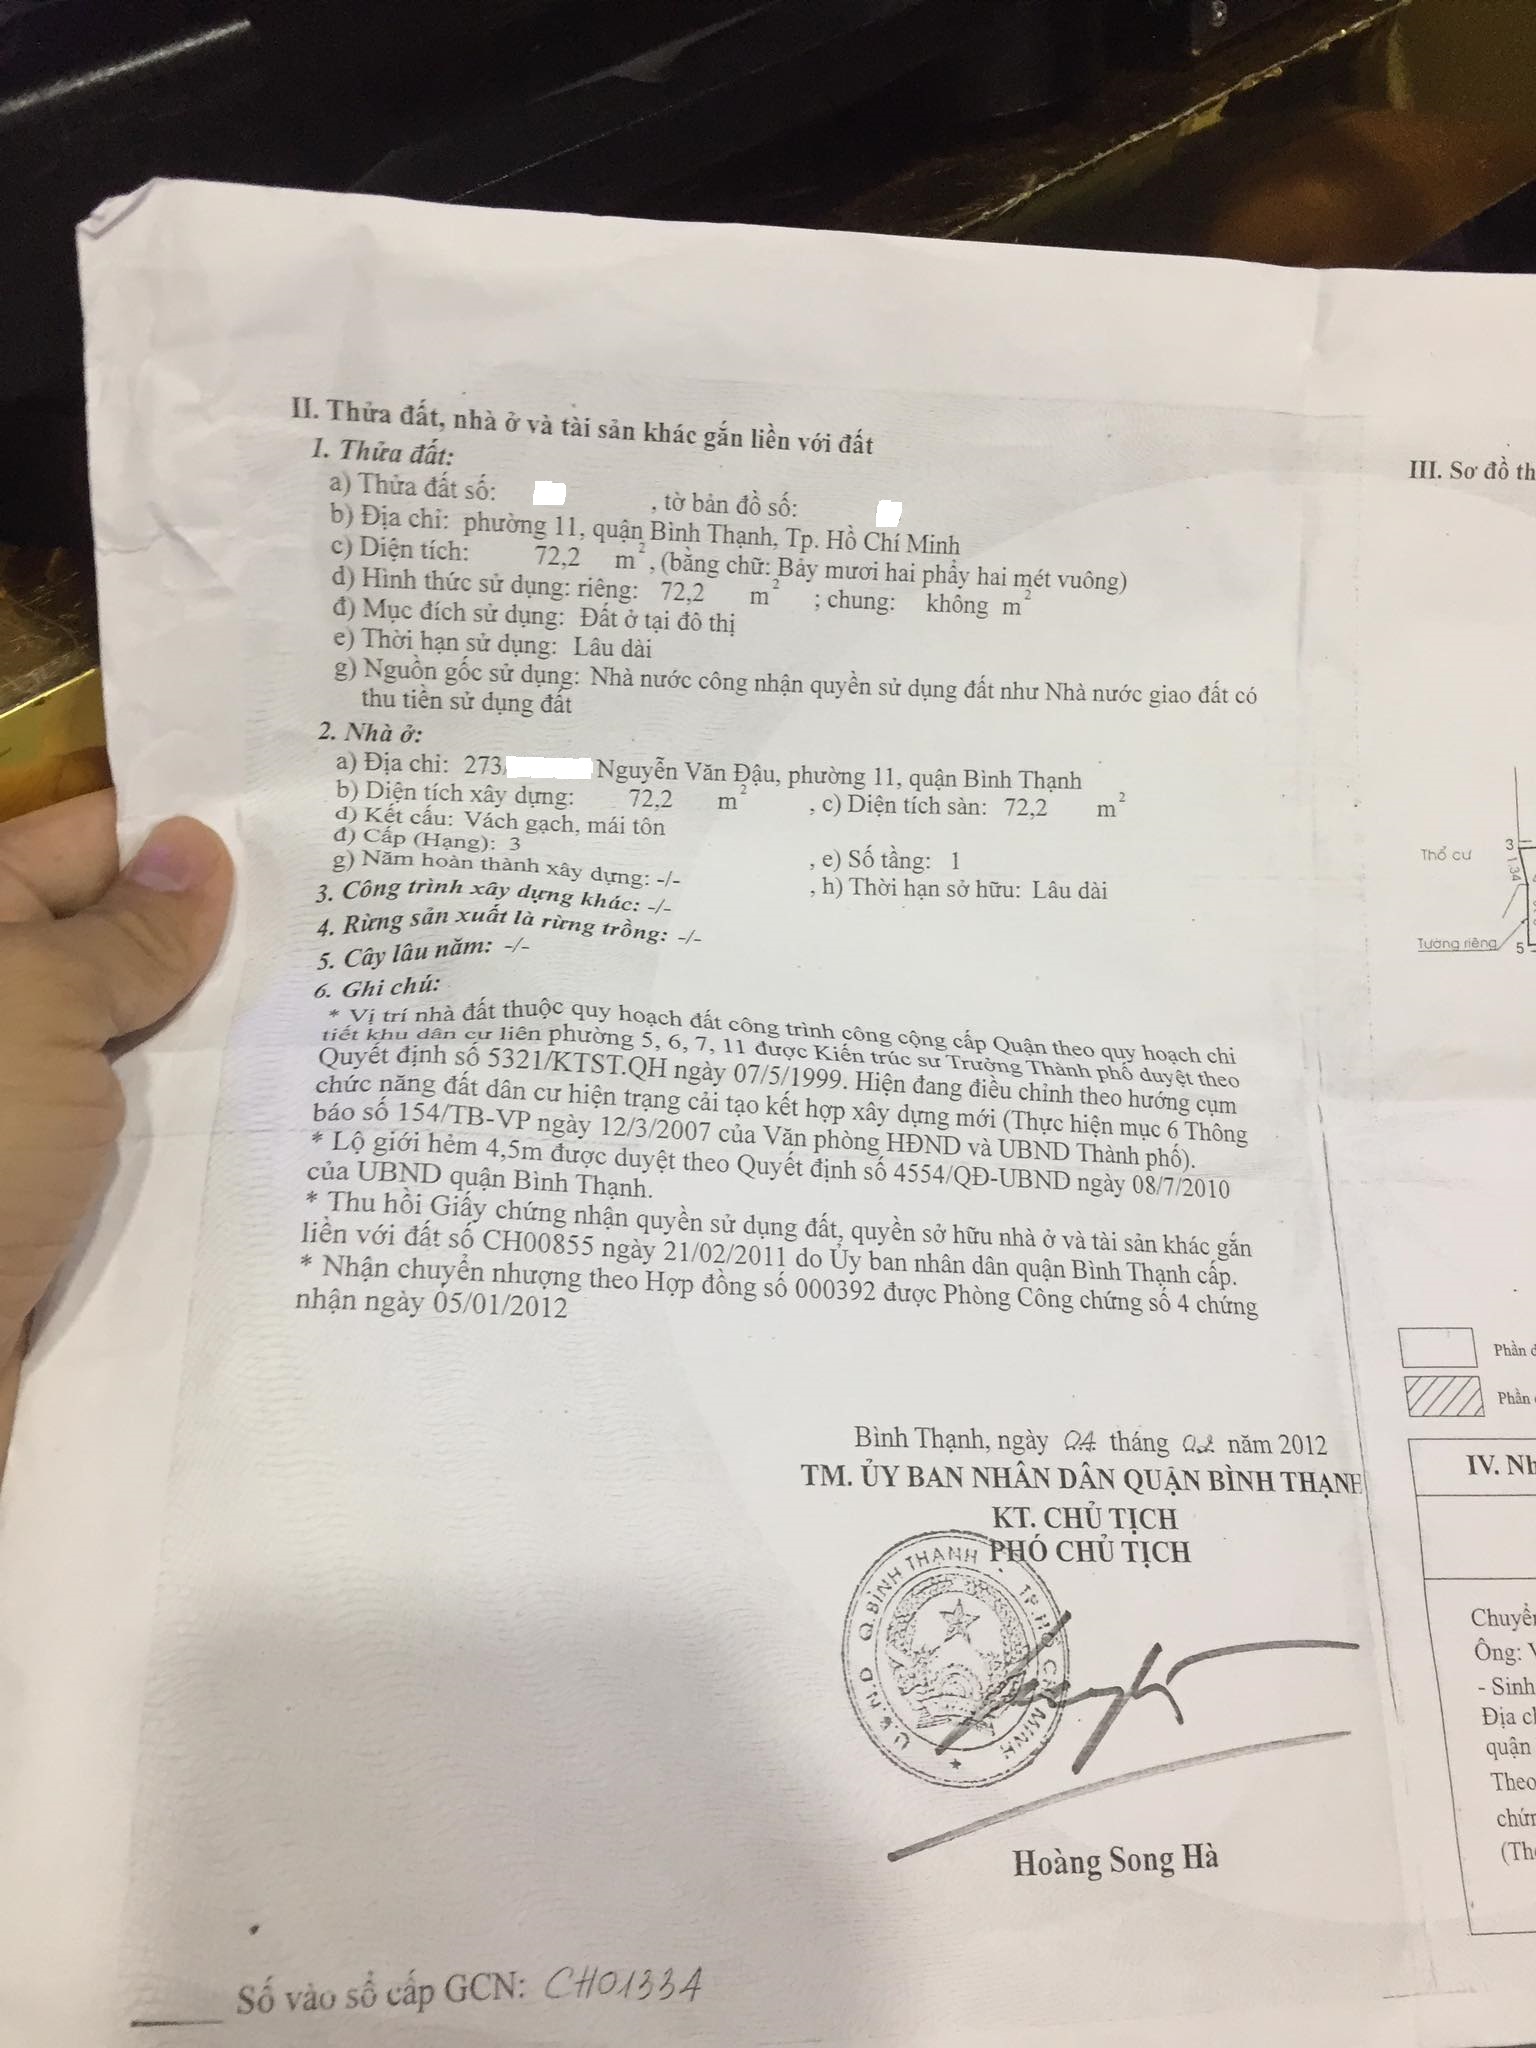 II. Thửa đất, nhà ở và tài sản khác gắn liền với đất
1. Thửa đất:
a) Thửa đất số: , tờ bản đồ số:
b) Địa chỉ: phường 11, quận Bình Thạnh, Tp. Hồ Chí Minh
c) Diện tích: 72,2 m², (bằng chữ: Bảy mươi hai phẩy hai mét vuông)
d) Hình thức sử dụng: riêng: 72,2 m² ; chung: không m²
đ) Mục đích sử dụng: Đất ở tại đô thị
e) Thời hạn sử dụng: Lâu dài
g) Nguồn gốc sử dụng: Nhà nước công nhận quyền sử dụng đất như Nhà nước giao đất có
thu tiền sử dụng đất
2. Nhà ở:
a) Địa chỉ: 273/ Nguyễn Văn Đậu, phường 11, quận Bình Thạnh
b) Diện tích xây dựng: 72,2 m² , c) Diện tích sàn: 72,2 m²
d) Kết cấu: Vách gạch, mái tôn
đ) Cấp (Hạng): 3 , e) Số tầng: 1
g) Năm hoàn thành xây dựng: -/- , h) Thời hạn sở hữu: Lâu dài
3. Công trình xây dựng khác: -/-
4. Rừng sản xuất là rừng trồng: -/-
5. Cây lâu năm: -/-
6. Ghi chú:
* Vị trí nhà đất thuộc quy hoạch đất công trình công cộng cấp Quận theo quy hoạch chi
tiết khu dân cư liên phường 5, 6, 7, 11 được Kiến trúc sư Trưởng Thành phố duyệt theo
Quyết định số 5321/KTST.QH ngày 07/5/1999. Hiện đang điều chỉnh theo hướng cụm
chức năng đất dân cư hiện trạng cải tạo kết hợp xây dựng mới (Thực hiện mục 6 Thông
báo số 154/TB-VP ngày 12/3/2007 của Văn phòng HĐND và UBND Thành phố).
* Lộ giới hẻm 4,5m được duyệt theo Quyết định số 4554/QĐ-UBND ngày 08/7/2010
của UBND quận Bình Thạnh.
* Thu hồi Giấy chứng nhận quyền sử dụng đất, quyền sở hữu nhà ở và tài sản khác gắn
liền với đất số CH00855 ngày 21/02/2011 do Ủy ban nhân dân quận Bình Thạnh cấp.
* Nhận chuyển nhượng theo Hợp đồng số 000392 được Phòng Công chứng số 4 chứng
nhận ngày 05/01/2012
Bình Thạnh, ngày 04 tháng 02 năm 2012
TM. ỦY BAN NHÂN DÂN QUẬN BÌNH THẠNH
KT. CHỦ TỊCH
PHÓ CHỦ TỊCH
U.B.N.D Q.BÌNH THẠNH - TP.HỒ CHÍ MINH
Hoàng Song Hà
Số vào sổ cấp GCN: CH01334
III. Sơ đồ th
Thổ cư
3
1.34
Tường riêng
5
Phần đ
Phần
IV. Nh
Chuyển
Ông: V
- Sinh
Địa ch
quận
Theo
chứn
(Th